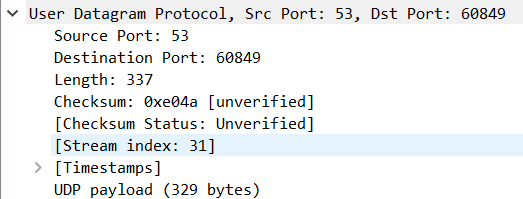 User Datagram Protocol, Src Port: 53, Dst Port: 60849
Source Port: 53
Destination Port: 60849
Length: 337
Checksum: 0xe04a [unverified]
[Checksum Status: Unverified]
[Stream index: 31]
[Timestamps]
UDP payload (329 bytes)